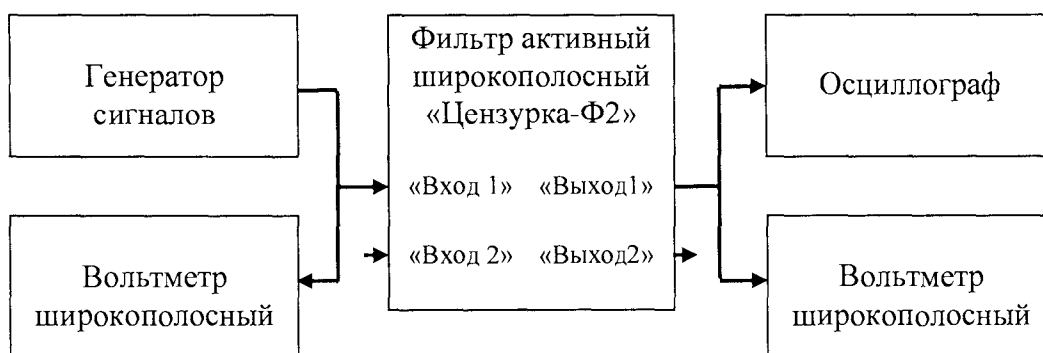 Генератор
сигналов
Вольтметр
широкополосный
Фильтр активный
широкополосный
«Цензурка-Ф2»
«Вход 1» «Выход1»
«Вход 2» «Выход2»
Осциллограф
Вольтметр
широкополосный